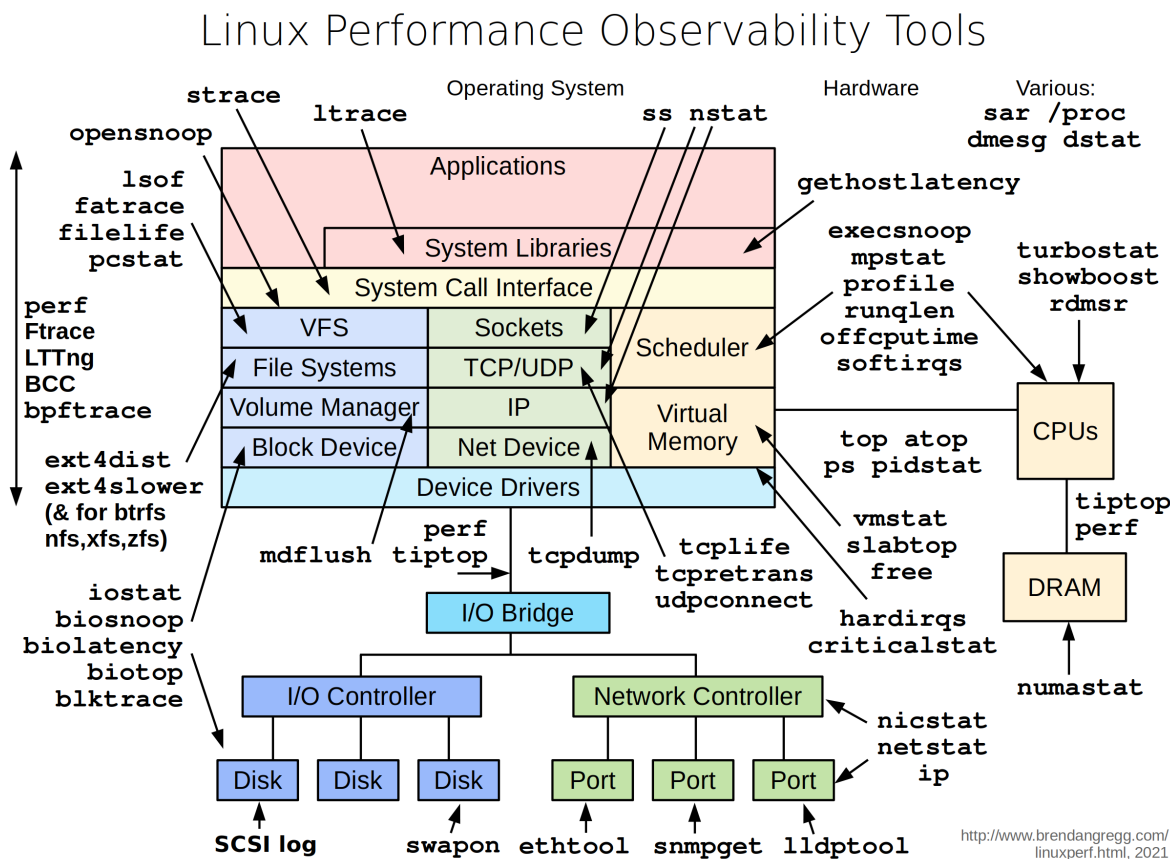 Linux Performance Observability Tools
Operating System
Hardware
Various:
sar /proc
dmesg dstat
strace
ltrace
ss nstat
opensnoop
lsof
fatrace
filelife
pcstat
gethostlatency
perf
Ftrace
LTTng
BCC
bpftrace
Applications
System Libraries
System Call Interface
VFS
Sockets
Scheduler
File Systems
TCP/UDP
Volume Manager
IP
Virtual
Memory
Block Device
Net Device
Device Drivers
execsnoop
mpstat
profile
runqlen
offcputime
softirqs
turbostat
showboost
rdmsr
CPUs
top atop
ps pidstat
ext4dist
ext4slower
(& for btrfs
nfs,xfs,zfs)
mdflush
perf
tiptop
tcpdump
tcplife
tcpretrans
udpconnect
vmstat
slabtop
free
tiptop
perf
DRAM
iostat
biosnoop
biolatency
biotop
blktrace
I/O Bridge
hardirqs
criticalstat
numastat
I/O Controller
Network Controller
nicstat
netstat
ip
Disk
Disk
Disk
Port
Port
Port
SCSI log
swapon
ethtool
snmpget
lldptool
http://www.brendangregg.com/
linuxperf.html, 2021